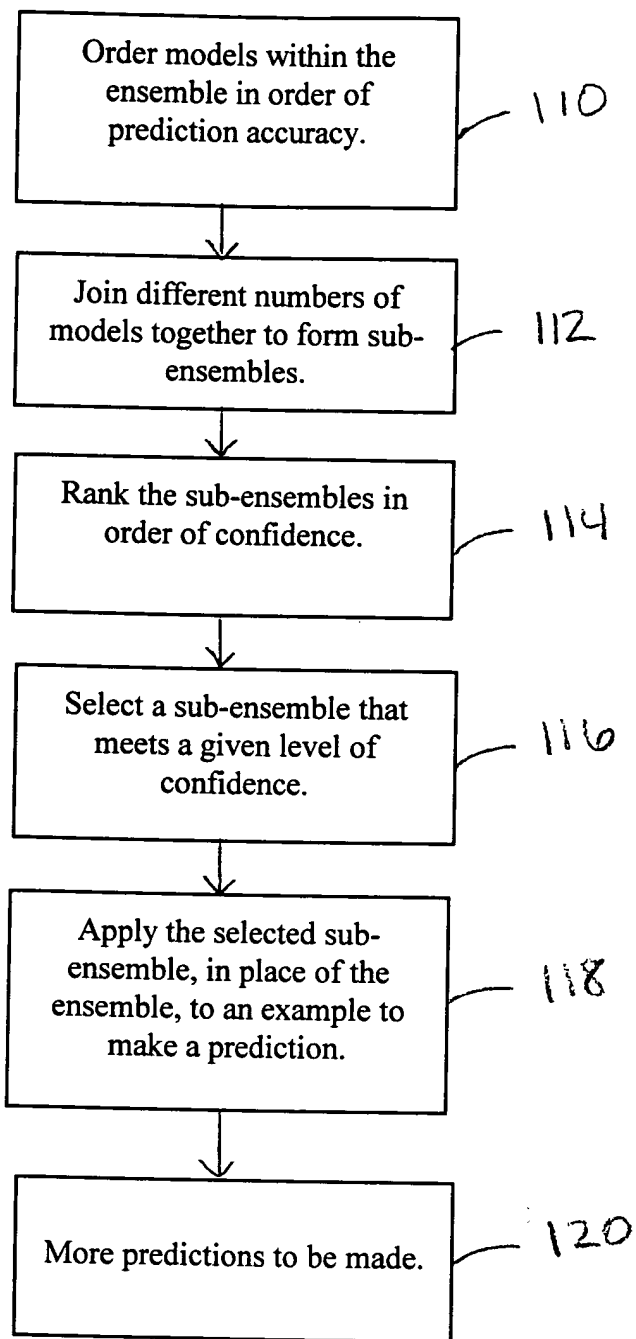 Order models within the
ensemble in order of
prediction accuracy.
110
Join different numbers of
models together to form sub-
ensembles.
112
Rank the sub-ensembles in
order of confidence.
114
Select a sub-ensemble that
meets a given level of
confidence.
116
Apply the selected sub-
ensemble, in place of the
ensemble, to an example to
make a prediction.
118
More predictions to be made.
120